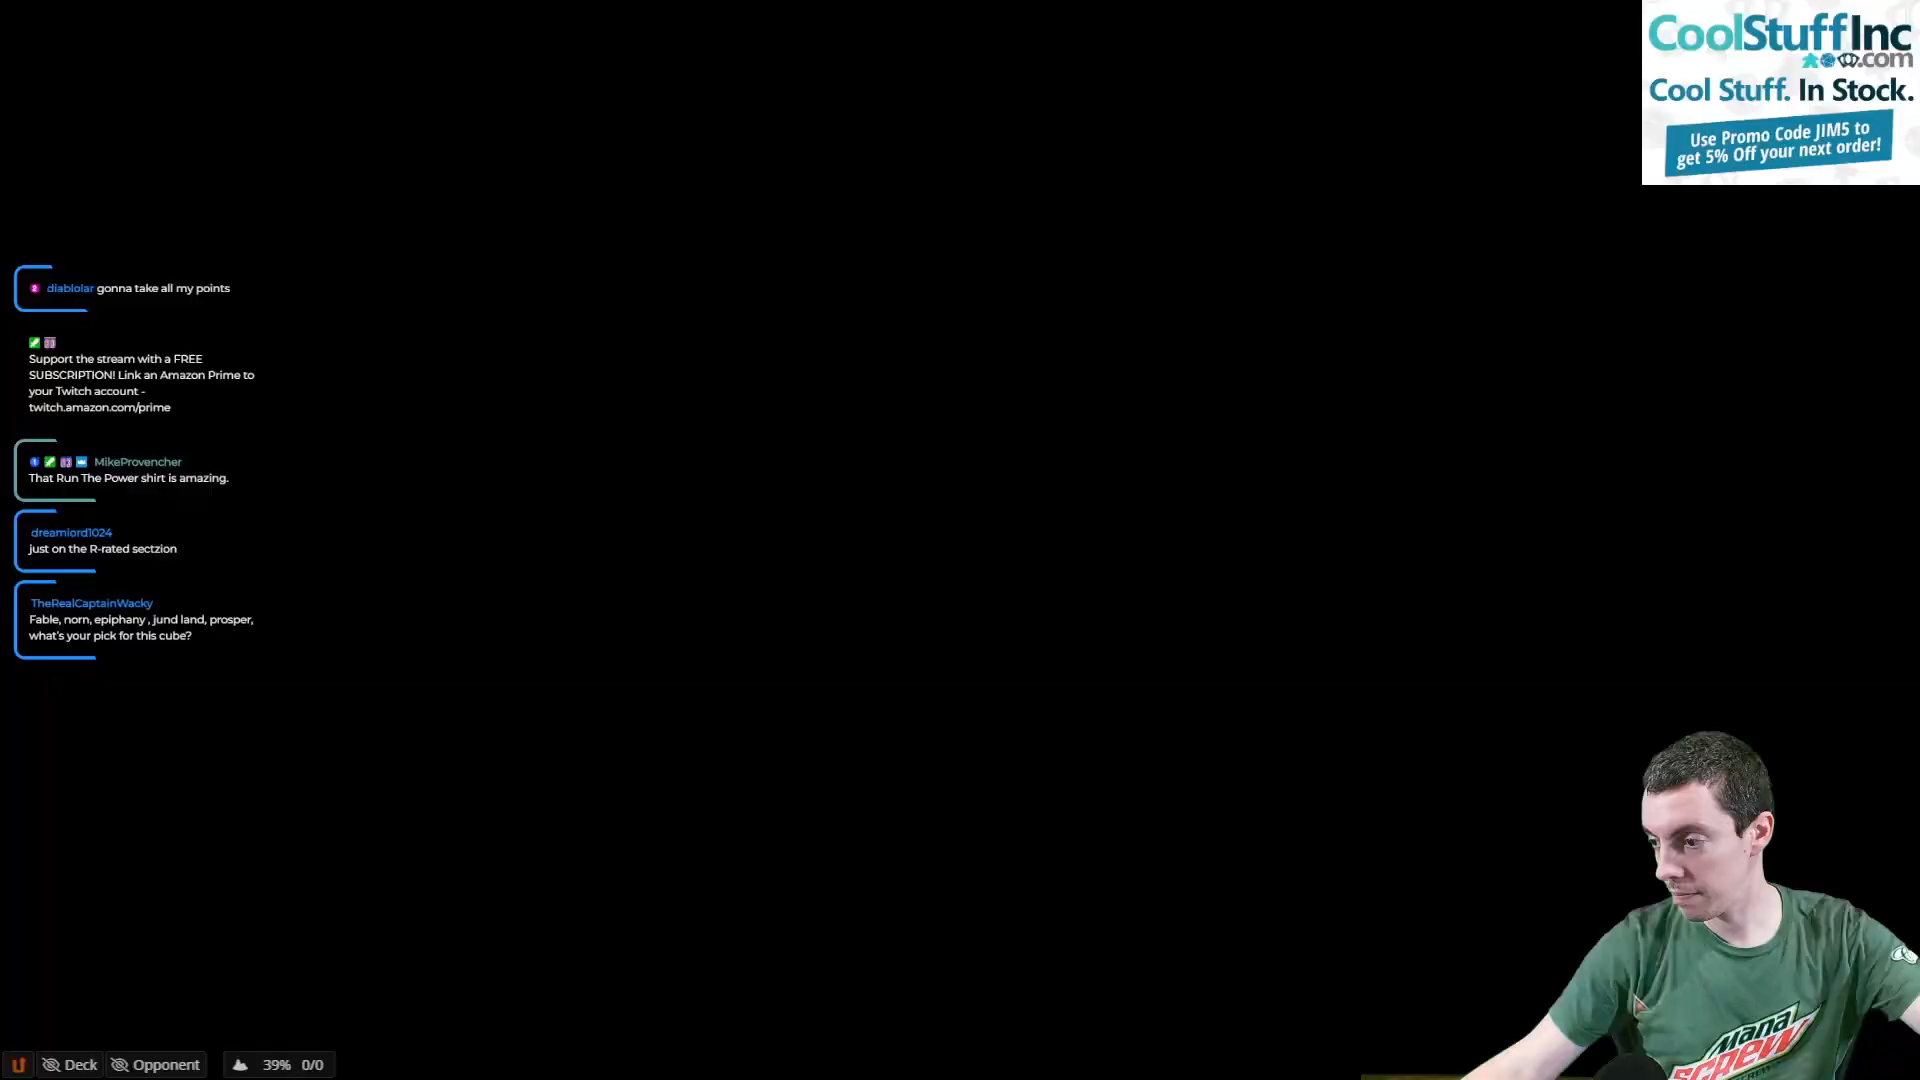 CoolStuffInc
.com
Cool Stuff. In Stock.
Use Promo Code JIM5 to
get 5% Off your next order!
diablolar gonna take all my points
Support the stream with a FREE
SUBSCRIPTION! Link an Amazon Prime to
your Twitch account -
twitch.amazon.com/prime
MikeProvencher
That Run The Power shirt is amazing.
dreamlord1024
just on the R-rated sectzion
TheRealCaptainWacky
Fable, norn, epiphany , jund land, prosper,
what's your pick for this cube?
Mana
SCREW
Deck
Opponent
39% 0/0